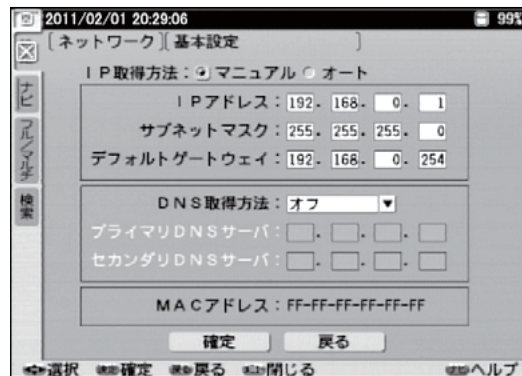 2011/02/01 20:29:06 99%
[ネットワーク][基本設定 ]
IP取得方法: マニュアル オート
ナビ
IPアドレス: 192. 168. 0. 1
フル/マルチ
サブネットマスク: 255. 255. 255. 0
デフォルトゲートウェイ: 192. 168. 0. 254
検索
DNS取得方法: オフ
プライマリDNSサーバ: . . .
セカンダリDNSサーバ: . . .
MACアドレス: FF-FF-FF-FF-FF-FF
確定 戻る
選択 確定 戻る 閉じる ヘルプ